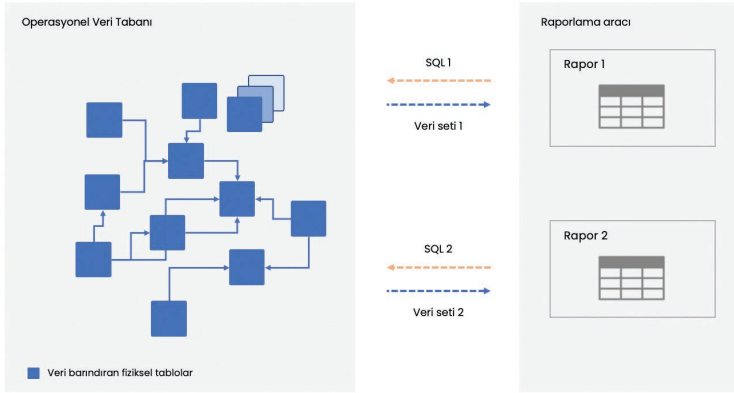 Operasyonel Veri Tabanı
Raporlama aracı
SQL 1
Veri seti 1
Rapor 1
SQL 2
Veri seti 2
Rapor 2
Veri barındıran fiziksel tablolar